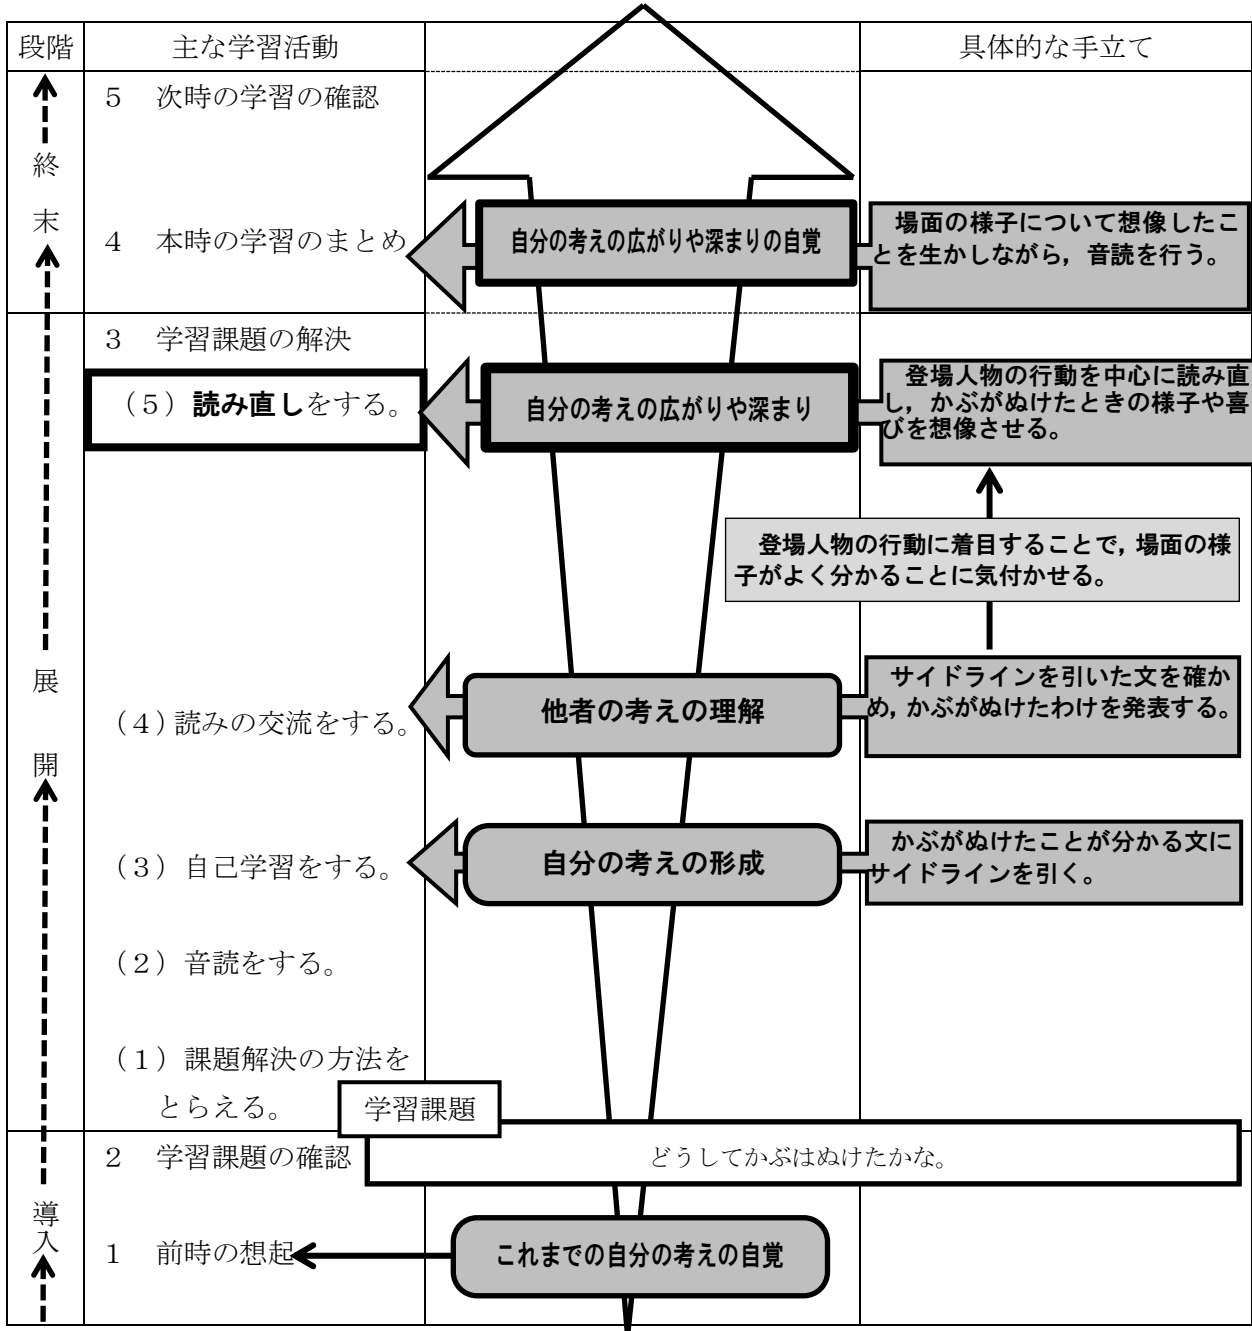 段階
主な学習活動
具体的な手立て
終
末
5 次時の学習の確認
4 本時の学習のまとめ
自分の考えの広がりや深まりの自覚
場面の様子について想像したこ
とを生かしながら，音読を行う。
展
開
3 学習課題の解決
（5）読み直しをする。
自分の考えの広がりや深まり
登場人物の行動を中心に読み直
し，かぶがぬけたときの様子や喜
びを想像させる。
登場人物の行動に着目することで，場面の様
子がよく分かることに気付かせる。
（4）読みの交流をする。
他者の考えの理解
サイドラインを引いた文を確か
め，かぶがぬけたわけを発表する。
（3）自己学習をする。
自分の考えの形成
かぶがぬけたことが分かる文に
サイドラインを引く。
（2）音読をする。
（1）課題解決の方法を
とらえる。
学習課題
導
入
2 学習課題の確認
どうしてかぶはぬけたかな。
1 前時の想起
これまでの自分の考えの自覚